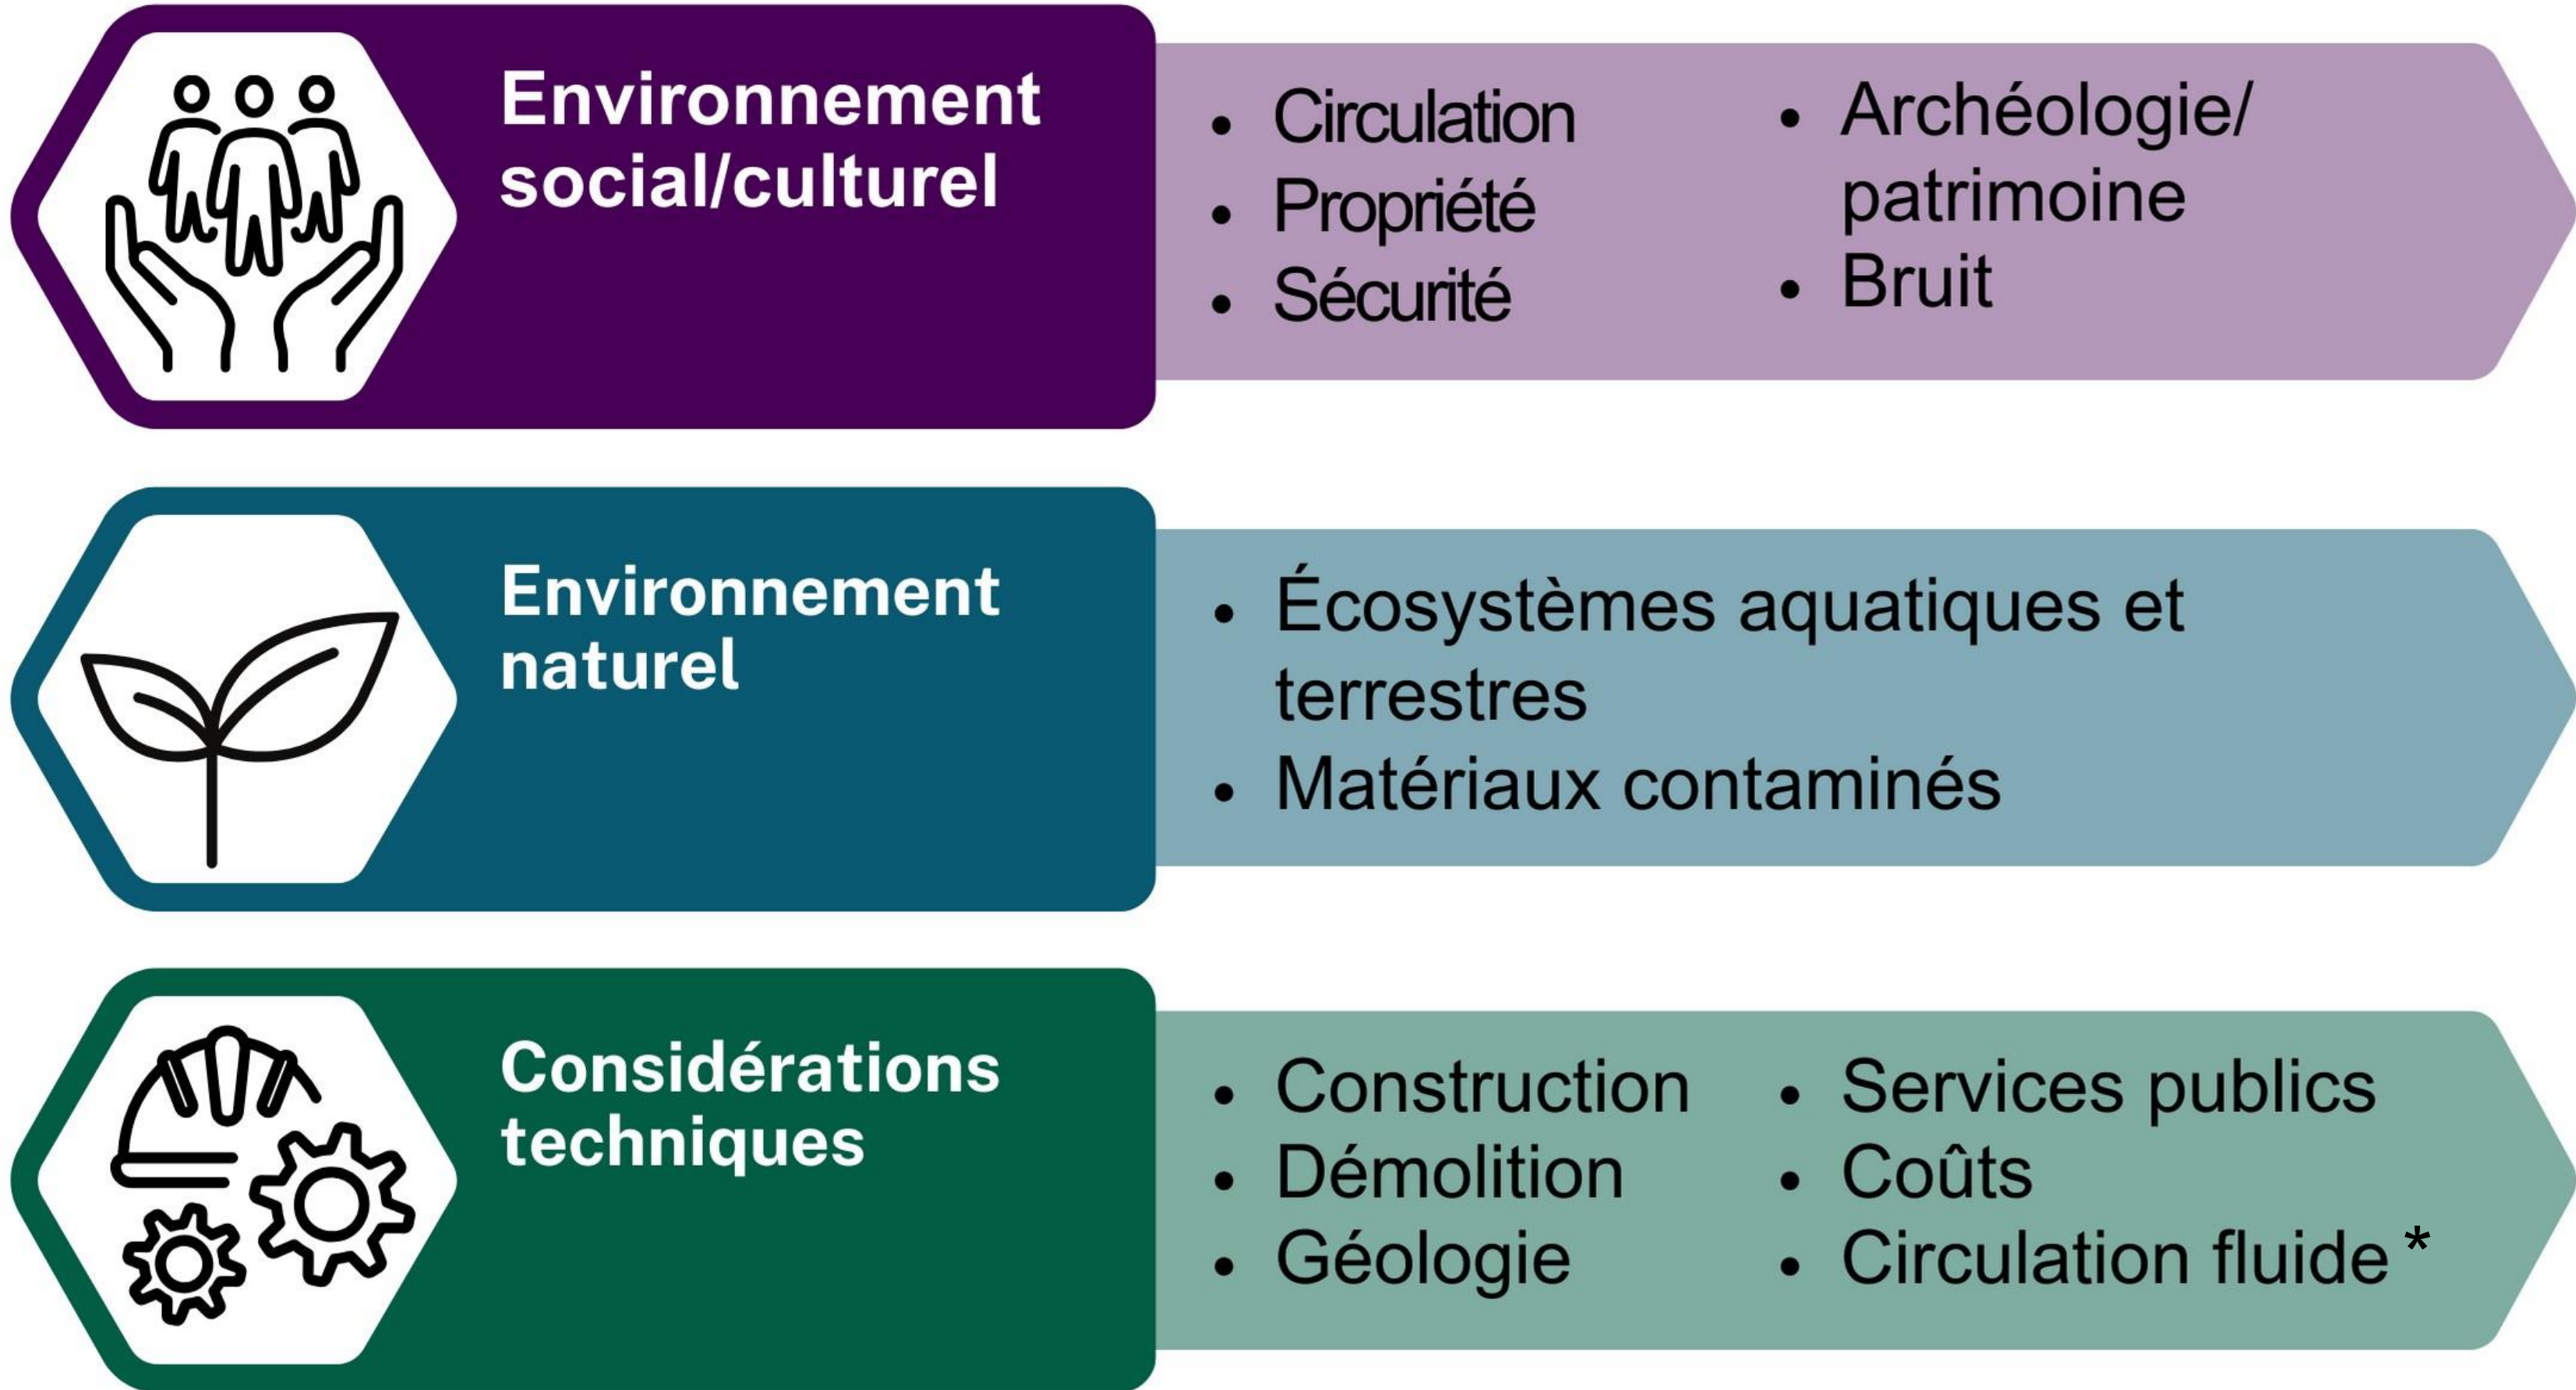 Environnement
social/culturel
• Circulation
• Propriété
• Sécurité
• Archéologie/
patrimoine
• Bruit
Environnement
naturel
• Écosystèmes aquatiques et
terrestres
• Matériaux contaminés
Considérations
techniques
• Construction
• Démolition
• Géologie
• Services publics
• Coûts
• Circulation fluide *